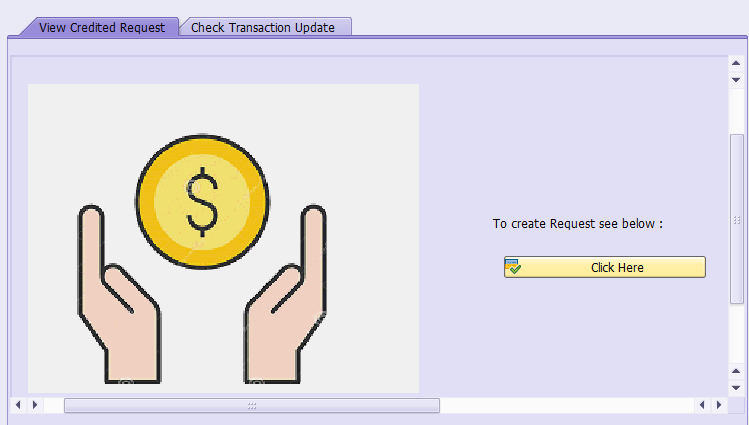 View Credited Request
Check Transaction Update
$
To create Request see below :
Click Here